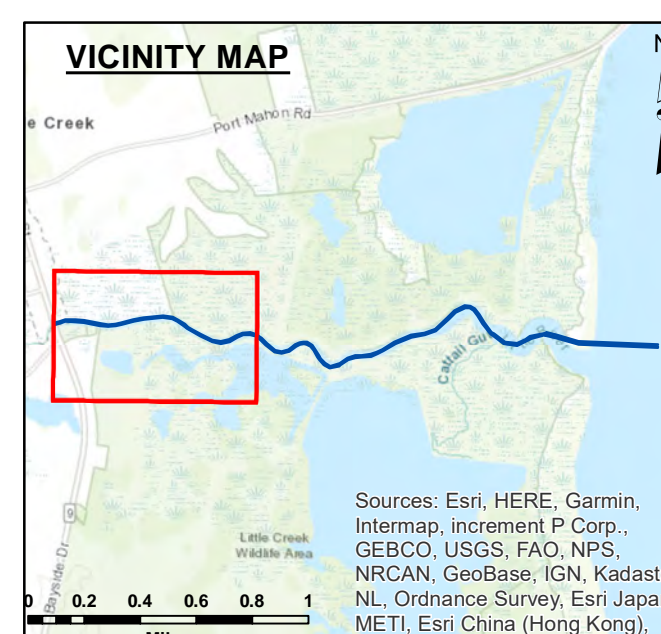 VICINITY MAP
N
e Creek
Port Mahon Rd
Cattail Gut
9
Bayside Dr
Little Creek
Wildlife Area
0 0.2 0.4 0.6 0.8 1
Sources: Esri, HERE, Garmin,
Intermap, increment P Corp.,
GEBCO, USGS, FAO, NPS,
NRCAN, GeoBase, IGN, Kadast
NL, Ordnance Survey, Esri Japa
METI, Esri China (Hong Kong),